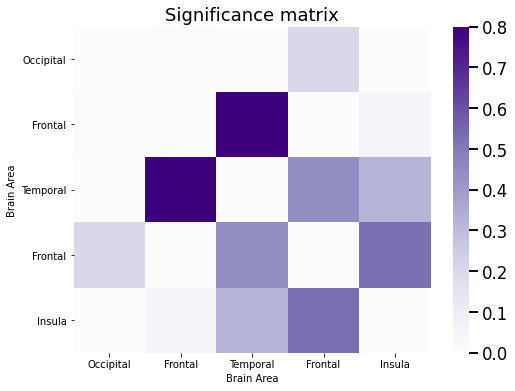 Significance matrix
Occipital
Frontal
Temporal
Frontal
Insula
Brain Area
Occipital Frontal Temporal Frontal Insula
Brain Area
0.8
0.7
0.6
0.5
0.4
0.3
0.2
0.1
0.0